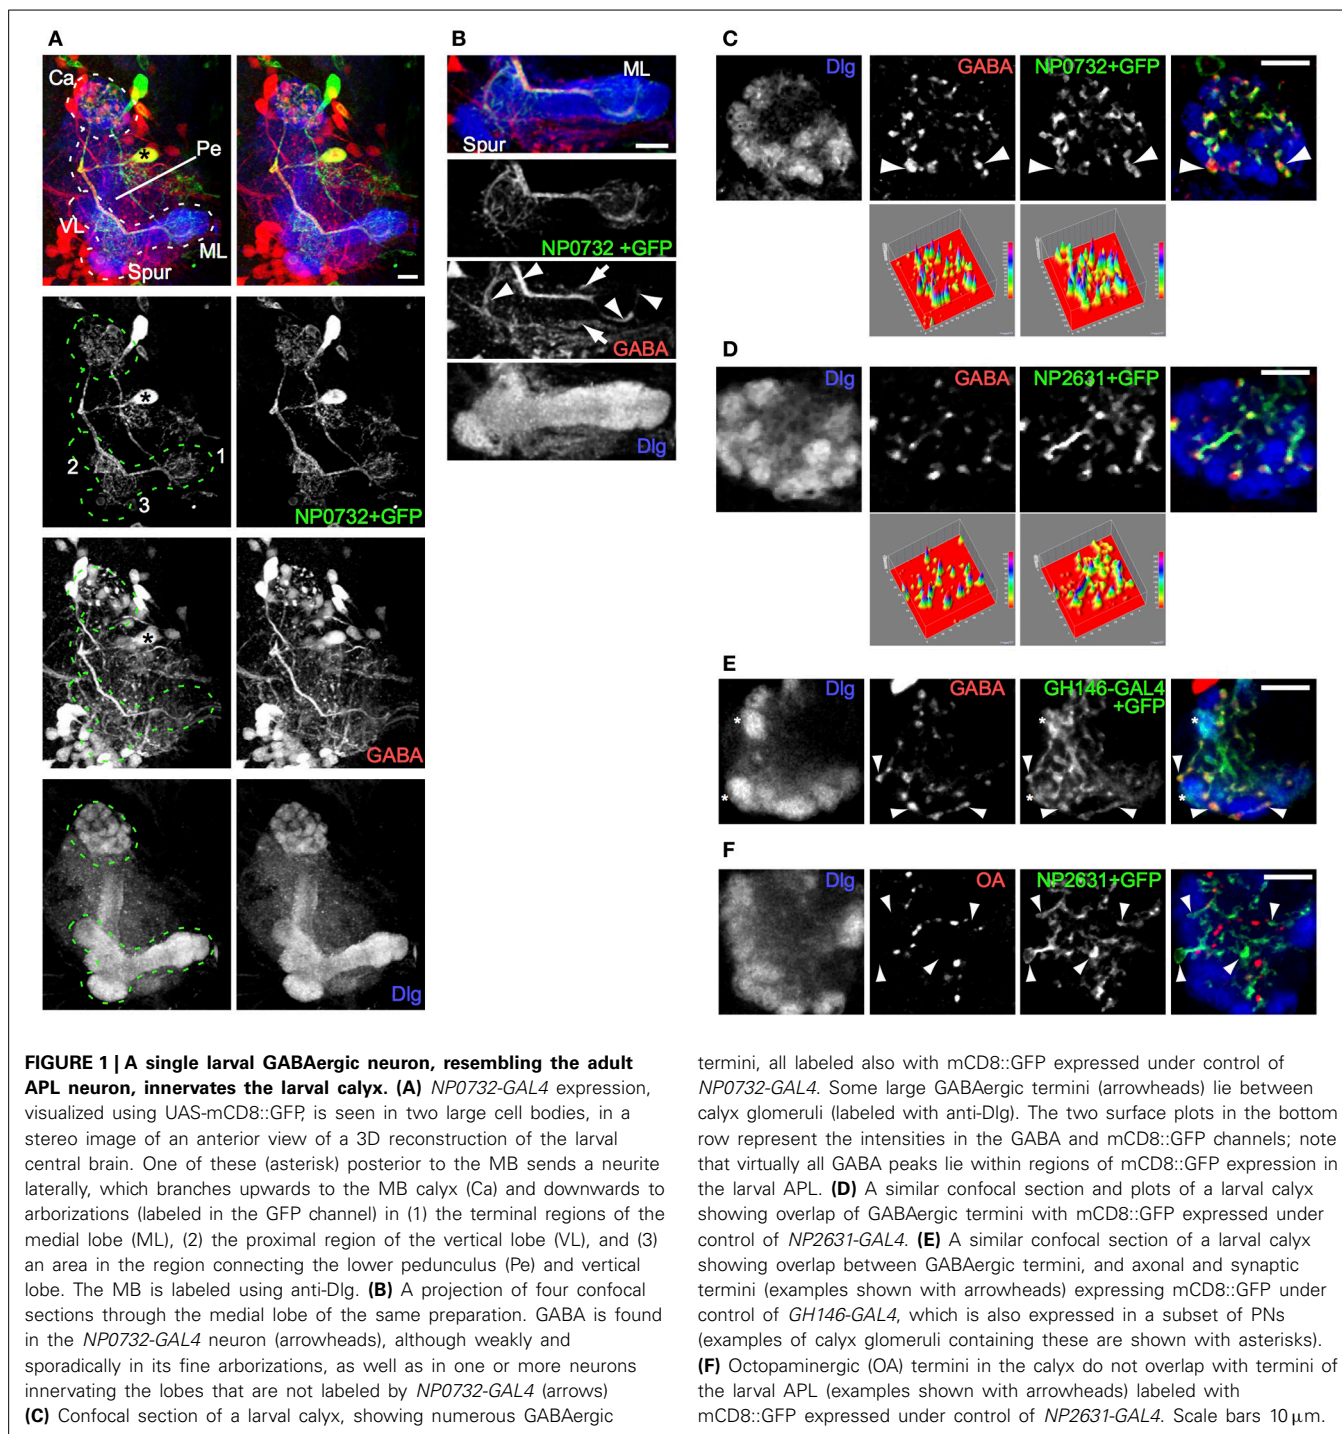 A
Ca
Pe
VL
ML
Spur
*
*
1
2
3
NP0732+GFP
*
GABA
Dlg
B
ML
Spur
NP0732 +GFP
GABA
Dlg
C
Dlg
GABA
NP0732+GFP
D
Dlg
GABA
NP2631+GFP
E
Dlg
GABA
GH146-GAL4
+GFP
*
*
*
*
*
*
F
Dlg
OA
NP2631+GFP
FIGURE 1 | A single larval GABAergic neuron, resembling the adult
APL neuron, innervates the larval calyx. (A) NP0732-GAL4 expression,
visualized using UAS-mCD8::GFP, is seen in two large cell bodies, in a
stereo image of an anterior view of a 3D reconstruction of the larval
central brain. One of these (asterisk) posterior to the MB sends a neurite
laterally, which branches upwards to the MB calyx (Ca) and downwards to
arborizations (labeled in the GFP channel) in (1) the terminal regions of the
medial lobe (ML), (2) the proximal region of the vertical lobe (VL), and (3)
an area in the region connecting the lower pedunculus (Pe) and vertical
lobe. The MB is labeled using anti-Dlg. (B) A projection of four confocal
sections through the medial lobe of the same preparation. GABA is found
in the NP0732-GAL4 neuron (arrowheads), although weakly and
sporadically in its fine arborizations, as well as in one or more neurons
innervating the lobes that are not labeled by NP0732-GAL4 (arrows)
(C) Confocal section of a larval calyx, showing numerous GABAergic
termini, all labeled also with mCD8::GFP expressed under control of
NP0732-GAL4. Some large GABAergic termini (arrowheads) lie between
calyx glomeruli (labeled with anti-Dlg). The two surface plots in the bottom
row represent the intensities in the GABA and mCD8::GFP channels; note
that virtually all GABA peaks lie within regions of mCD8::GFP expression in
the larval APL. (D) A similar confocal section and plots of a larval calyx
showing overlap of GABAergic termini with mCD8::GFP expressed under
control of NP2631-GAL4. (E) A similar confocal section of a larval calyx
showing overlap between GABAergic termini, and axonal and synaptic
termini (examples shown with arrowheads) expressing mCD8::GFP under
control of GH146-GAL4, which is also expressed in a subset of PNs
(examples of calyx glomeruli containing these are shown with asterisks).
(F) Octopaminergic (OA) termini in the calyx do not overlap with termini of
the larval APL (examples shown with arrowheads) labeled with
mCD8::GFP expressed under control of NP2631-GAL4. Scale bars 10 μm.